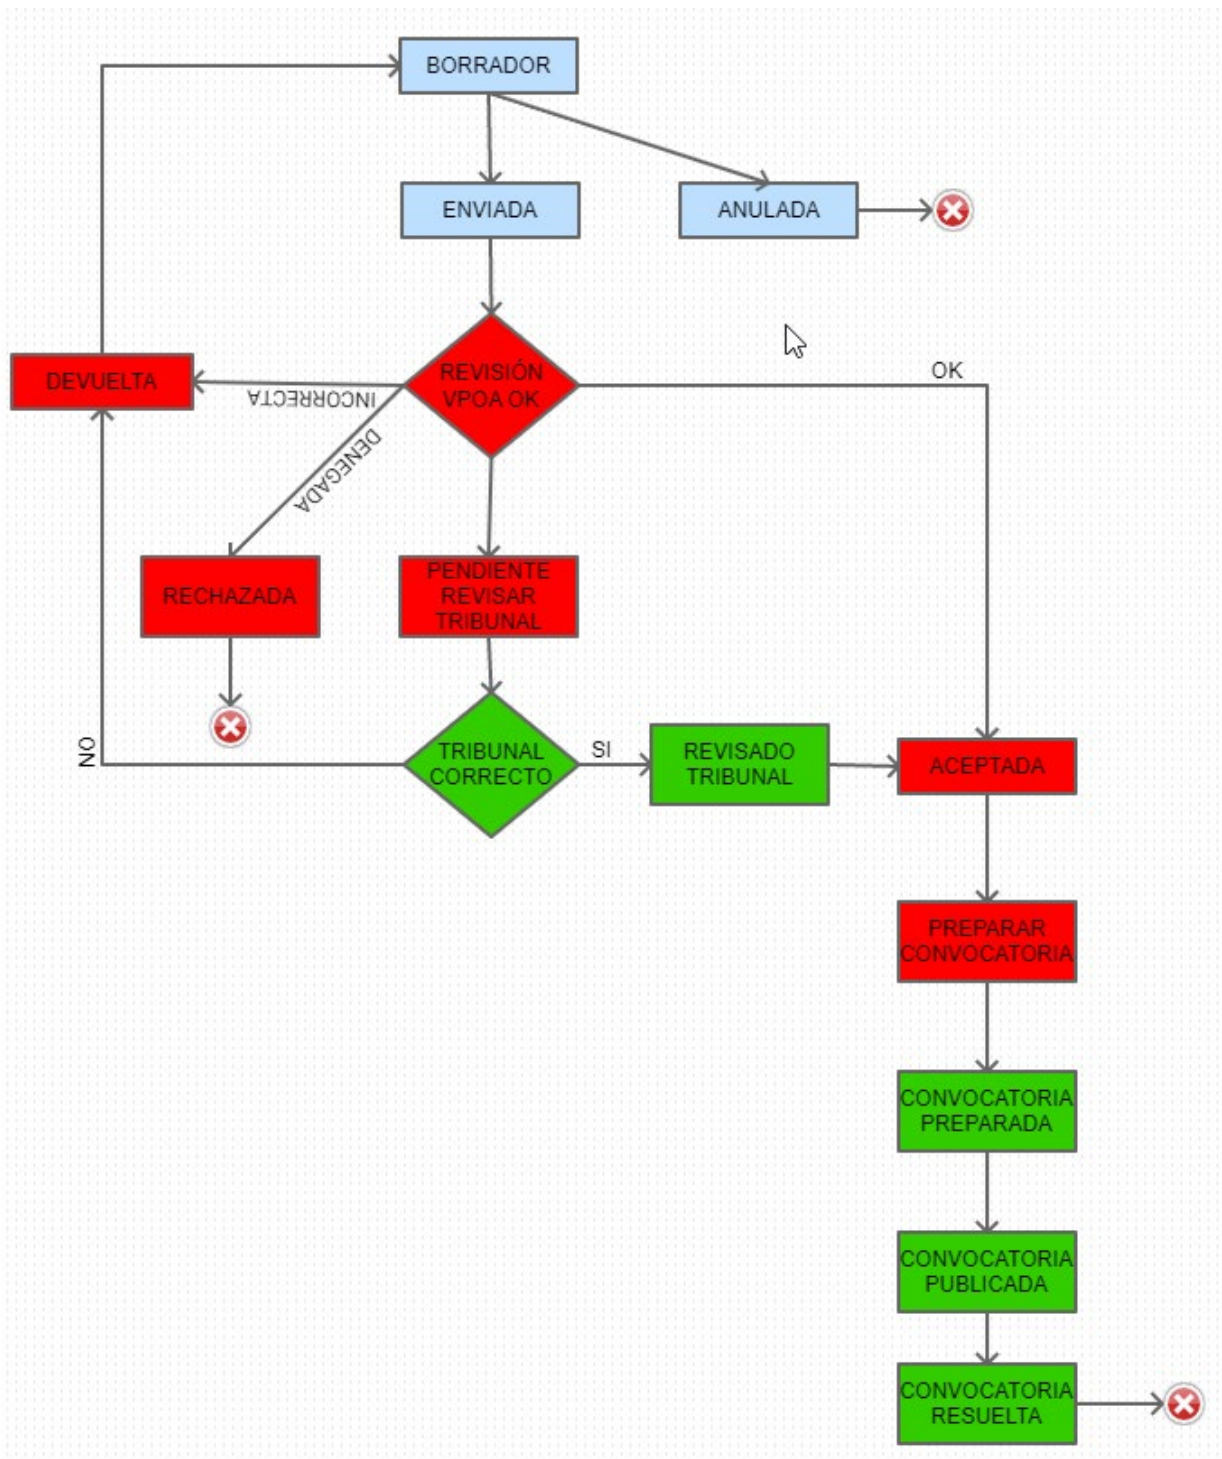 BORRADOR
ENVIADA
ANULADA
REVISIÓN
VPOA OK
DEVUELTA
INCORRECTA
OK
DENEGADA
RECHAZADA
PENDIENTE
REVISAR
TRIBUNAL
NO
TRIBUNAL
CORRECTO
SI
REVISADO
TRIBUNAL
ACEPTADA
PREPARAR
CONVOCATORIA
CONVOCATORIA
PREPARADA
CONVOCATORIA
PUBLICADA
CONVOCATORIA
RESUELTA